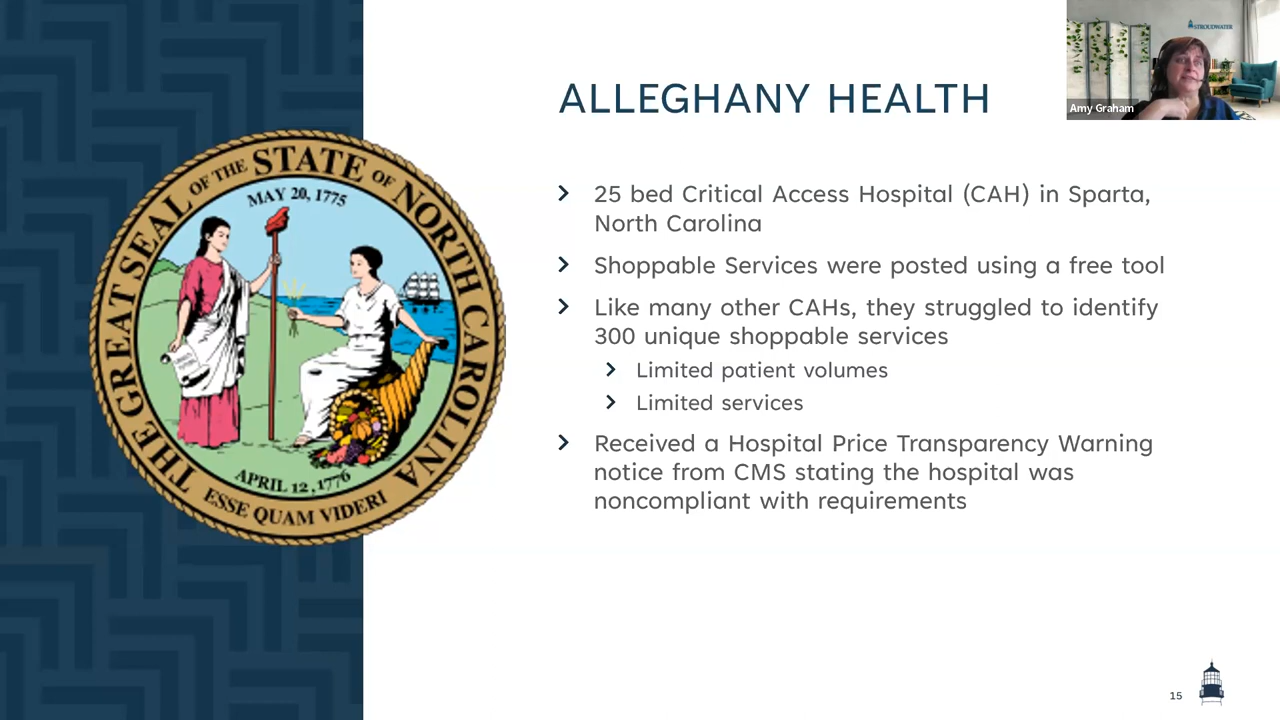 STROUDWATER
Amy Graham
ALLEGHANY HEALTH
THE GREAT SEAL OF THE STATE OF NORTH CAROLINA
MAY 20, 1775
APRIL 12, 1776
ESSE QUAM VIDERI
25 bed Critical Access Hospital (CAH) in Sparta,
North Carolina
Shoppable Services were posted using a free tool
Like many other CAHs, they struggled to identify
300 unique shoppable services
Limited patient volumes
Limited services
Received a Hospital Price Transparency Warning
notice from CMS stating the hospital was
noncompliant with requirements
15